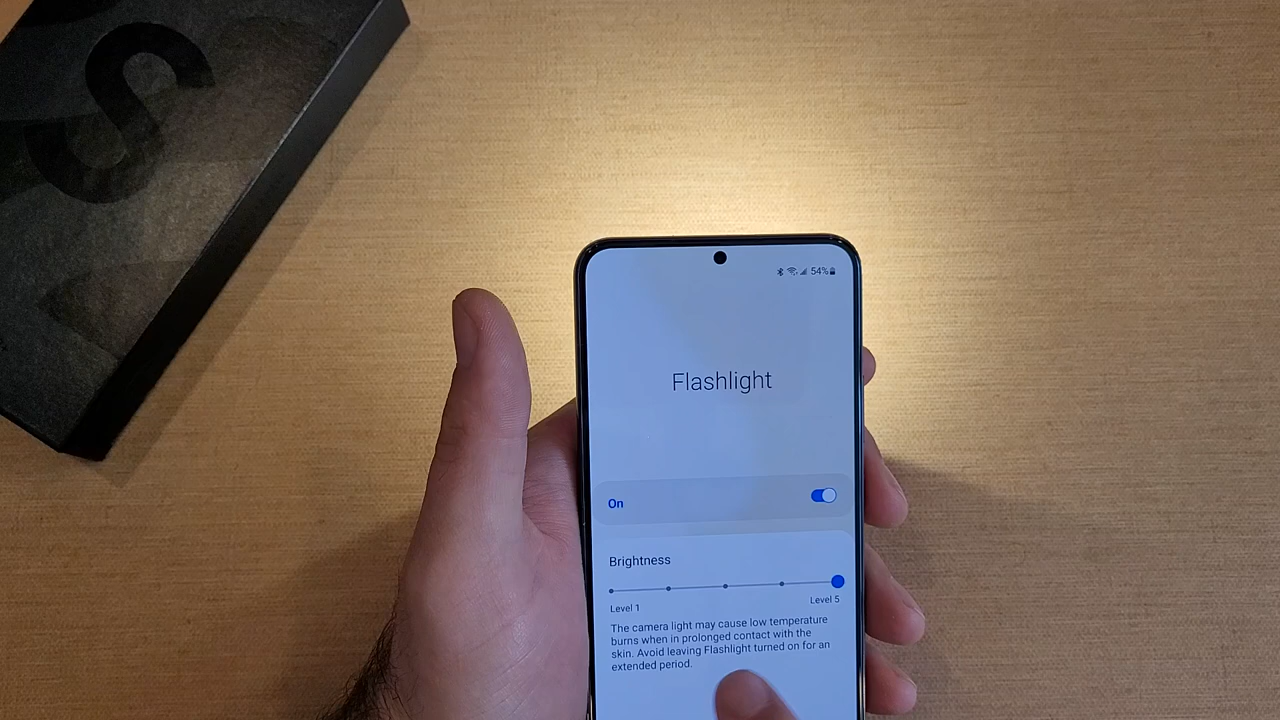 S
54%
Flashlight
On
Brightness
Level 1
Level 5
The camera light may cause low temperature
burns when in prolonged contact with the
skin. Avoid leaving Flashlight turned on for an
extended period.